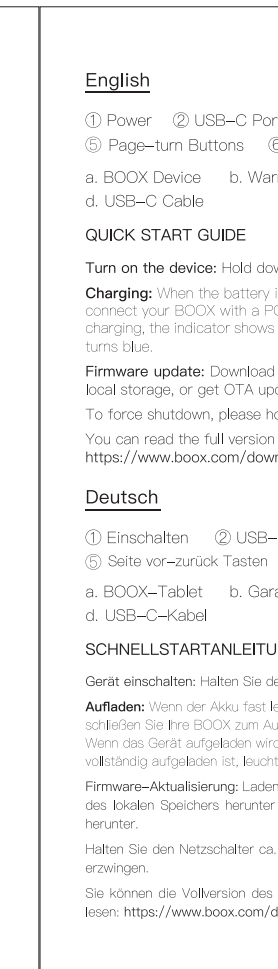 English
① Power ② USB–C Por
⑤ Page–turn Buttons ⑥
a. BOOX Device b. War
d. USB–C Cable
QUICK START GUIDE
Turn on the device: Hold dow
Charging: When the battery i
connect your BOOX with a PC
charging, the indicator shows
turns blue.
Firmware update: Download
local storage, or get OTA upd
To force shutdown, please ho
You can read the full version
https://www.boox.com/down
Deutsch
① Einschalten ② USB–
⑤ Seite vor–zurück Tasten
a. BOOX–Tablet b. Gara
d. USB–C–Kabel
SCHNELLSTARTANLEITU
Gerät einschalten: Halten Sie de
Aufladen: Wenn der Akku fast le
schließen Sie Ihre BOOX zum Au
Wenn das Gerät aufgeladen wird
vollständig aufgeladen ist, leucht
Firmware–Aktualisierung: Laden
des lokalen Speichers herunter
herunter.
Halten Sie den Netzschalter ca.
erzwingen.
Sie können die Vollversion des
lesen: https://www.boox.com/d